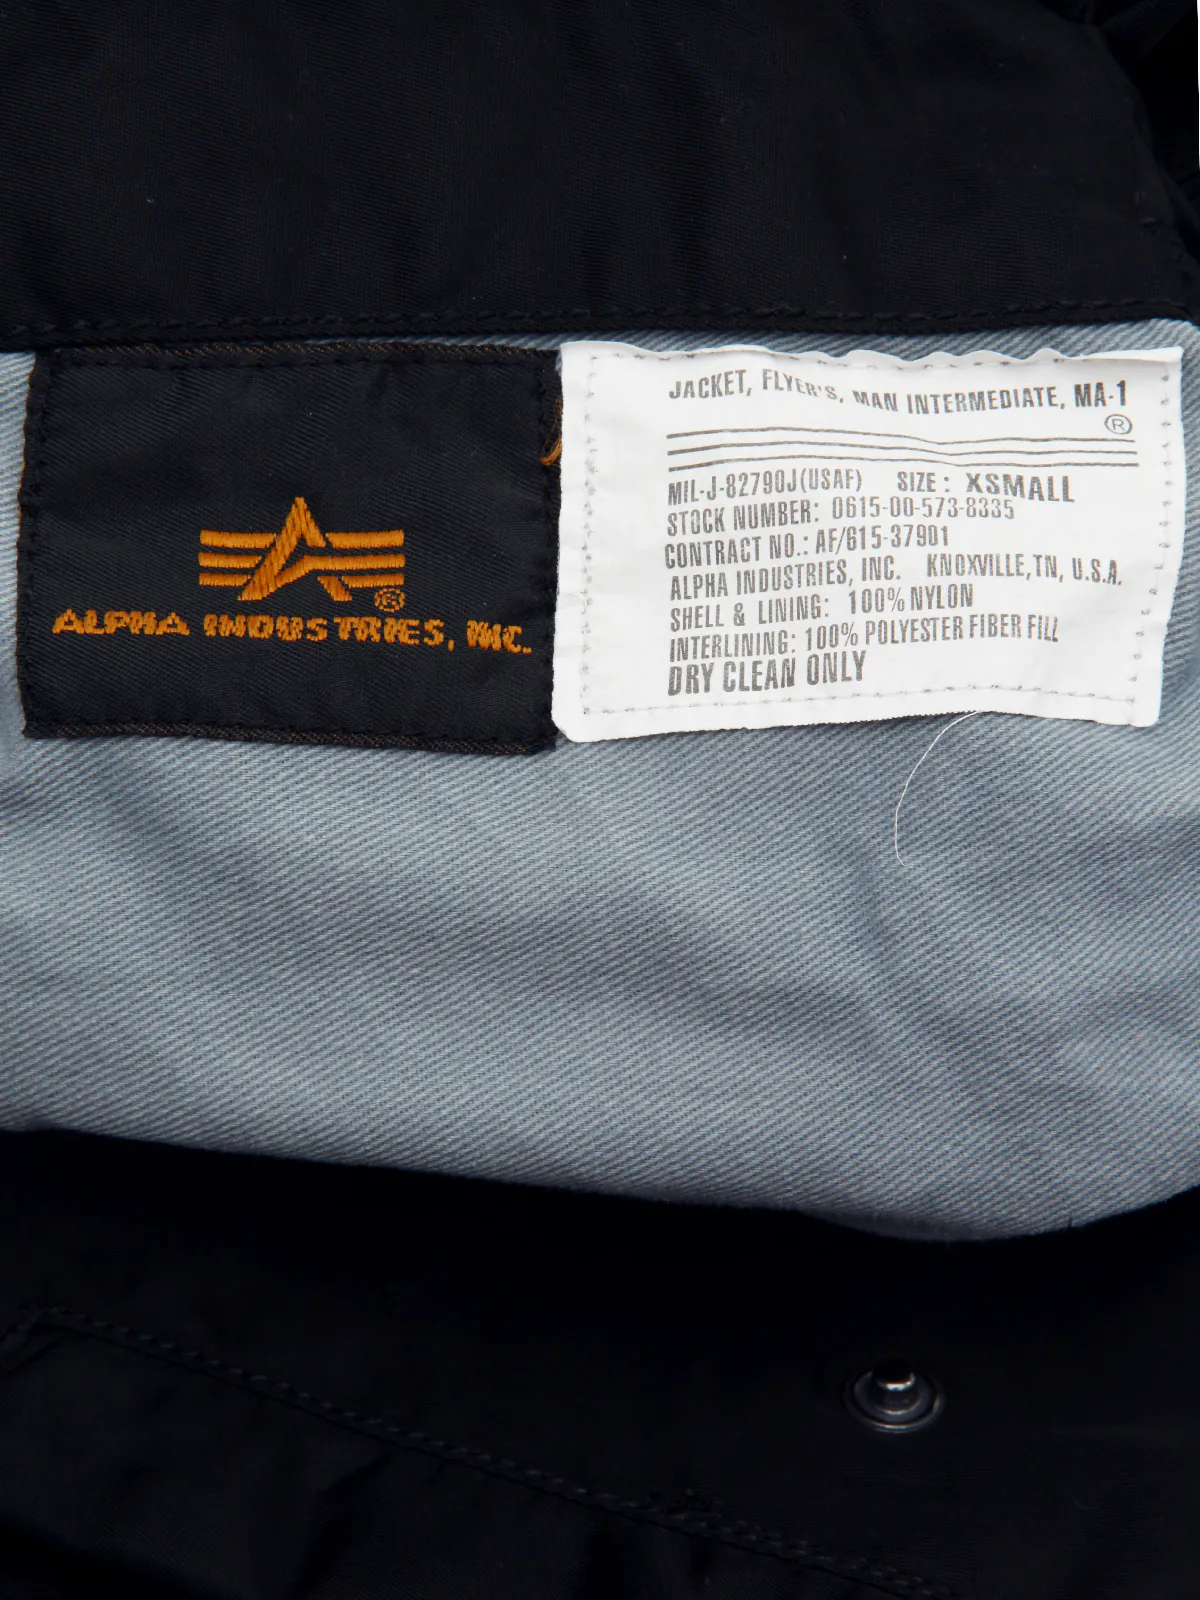 ALPHA INDUSTRIES, INC.
®
JACKET, FLYER'S, MAN INTERMEDIATE, MA-1
®
MIL-J-82790J(USAF) SIZE: XSMALL
STOCK NUMBER: 0615-00-573-8335
CONTRACT NO.: AF/615-37901
ALPHA INDUSTRIES, INC. KNOXVILLE,TN, U.S.A.
SHELL & LINING: 100% NYLON
INTERLINING: 100% POLYESTER FIBER FILL
DRY CLEAN ONLY